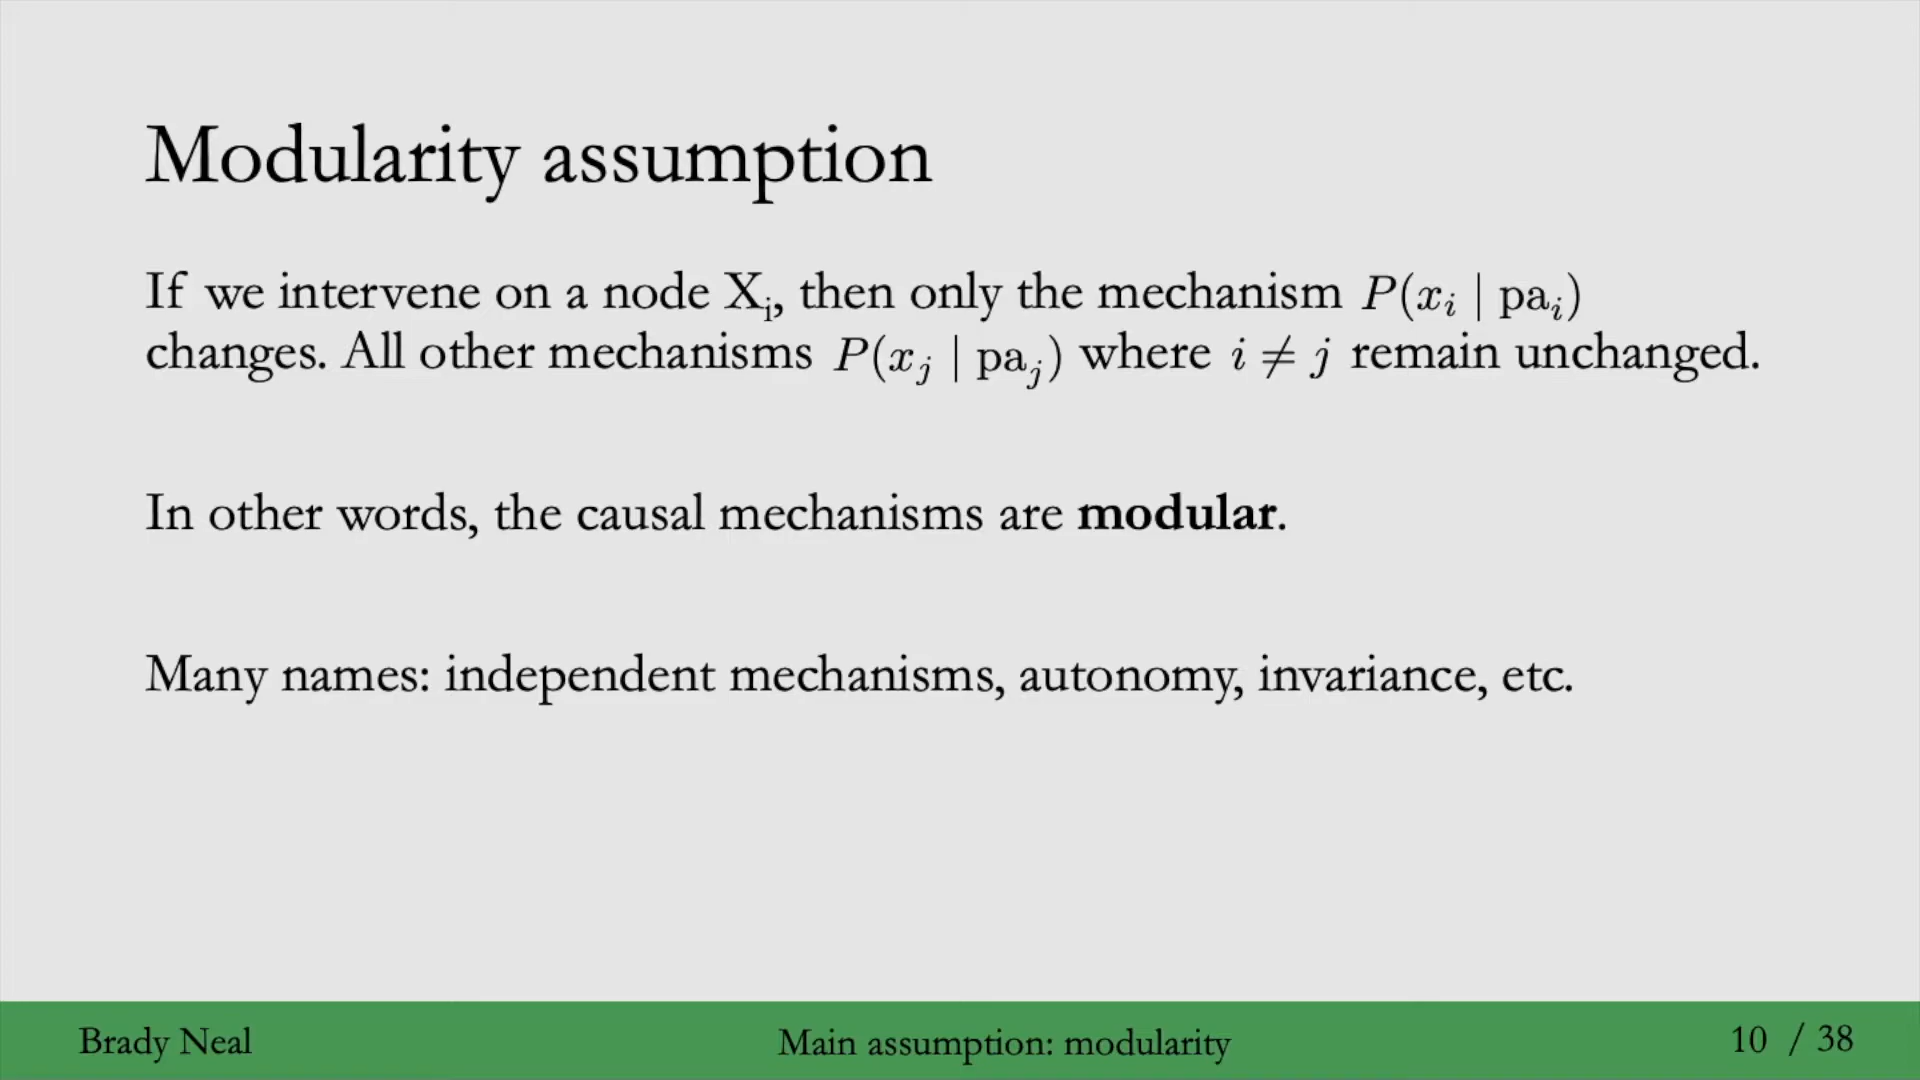 Modularity assumption
If we intervene on a node Xᵢ, then only the mechanism P(xᵢ | paᵢ)
changes. All other mechanisms P(xⱼ | paⱼ) where i ≠ j remain unchanged.
In other words, the causal mechanisms are modular.
Many names: independent mechanisms, autonomy, invariance, etc.
Brady Neal
Main assumption: modularity
10 / 38